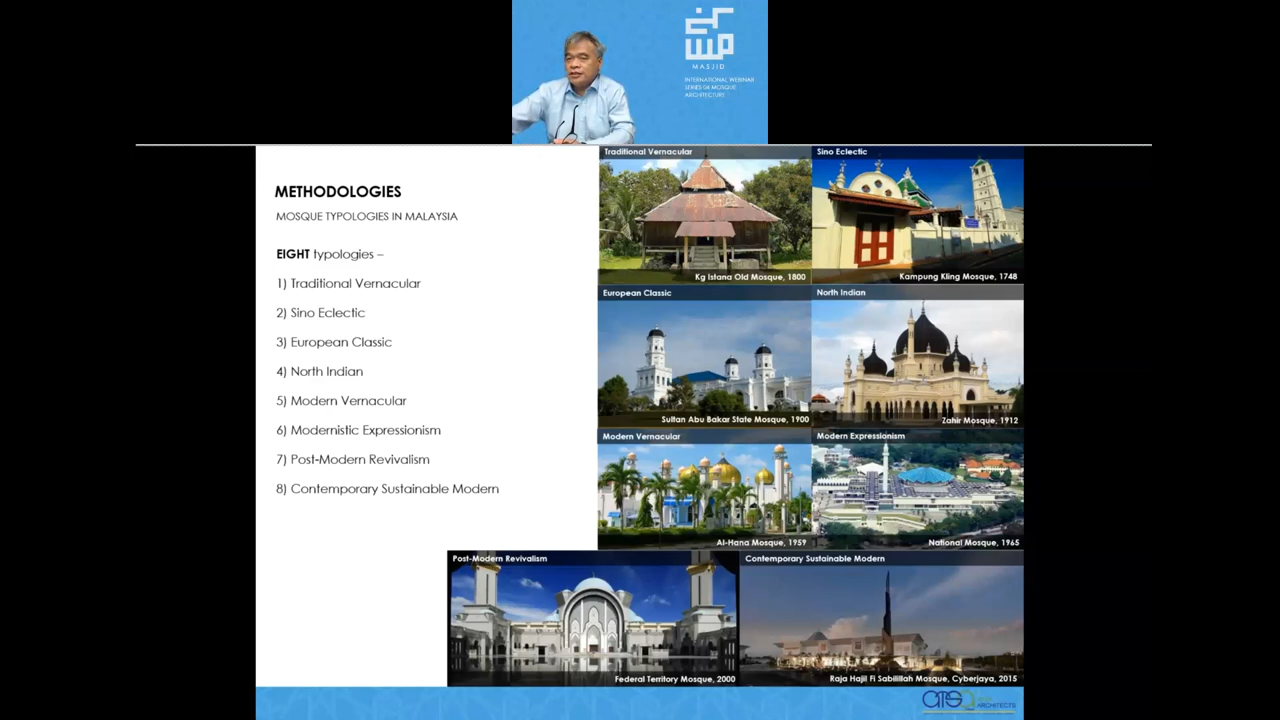 MASJID
INTERNATIONAL WEBINAR
SERIES 04 MOSQUE
ARCHITECTURE
METHODOLOGIES
MOSQUE TYPOLOGIES IN MALAYSIA
EIGHT typologies –
1) Traditional Vernacular
2) Sino Eclectic
3) European Classic
4) North Indian
5) Modern Vernacular
6) Modernistic Expressionism
7) Post-Modern Revivalism
8) Contemporary Sustainable Modern
Traditional Vernacular
Kg Istana Old Mosque, 1800
Sino Eclectic
Kampung Kling Mosque, 1748
European Classic
Sultan Abu Bakar State Mosque, 1900
North Indian
Zahir Mosque, 1912
Modern Vernacular
Al-Hana Mosque, 1959
Modern Expressionism
National Mosque, 1965
Post-Modern Revivalism
Federal Territory Mosque, 2000
Contemporary Sustainable Modern
Raja Hajil Fi Sabilillah Mosque, Cyberjaya, 2015
ATSA
ARCHITECTS